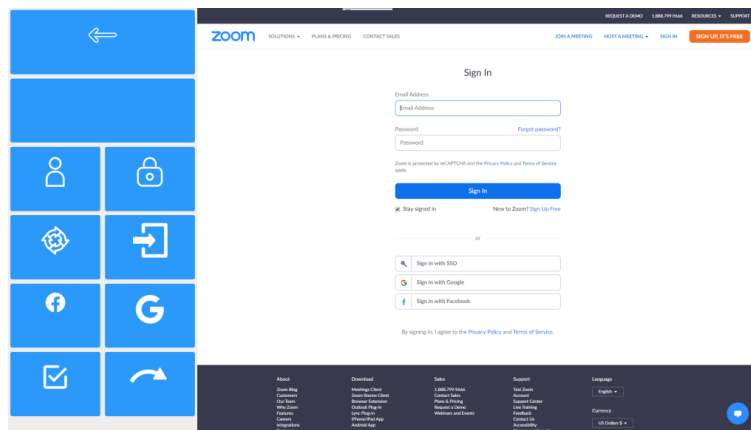 REQUEST A DEMO 1.888.799.9666 RESOURCES SUPPORT
zoom SOLUTIONS PLANS & PRICING CONTACT SALES JOIN A MEETING HOST A MEETING SIGN IN SIGN UP, IT'S FREE
Sign In
Email Address
Email Address
Password Forgot password?
Password
Zoom is protected by reCAPTCHA and the Privacy Policy and Terms of Service
apply.
Sign In
Stay signed in New to Zoom? Sign Up Free
or
Sign in with SSO
G Sign in with Google
f Sign in with Facebook
By signing in, I agree to the Privacy Policy and Terms of Service.
f G
About Download Sales Support Language
Zoom Blog Meetings Client 1.888.799.9666 Test Zoom English
Customers Zoom Rooms Client Contact Sales Account
Our Team Browser Extension Plans & Pricing Support Center
Why Zoom Outlook Plug-in Request a Demo Live Training
Features Lync Plug-in Webinars and Events Feedback Currency
Careers iPhone/iPad App Contact Us
Integrations Android App Accessibility US Dollars $